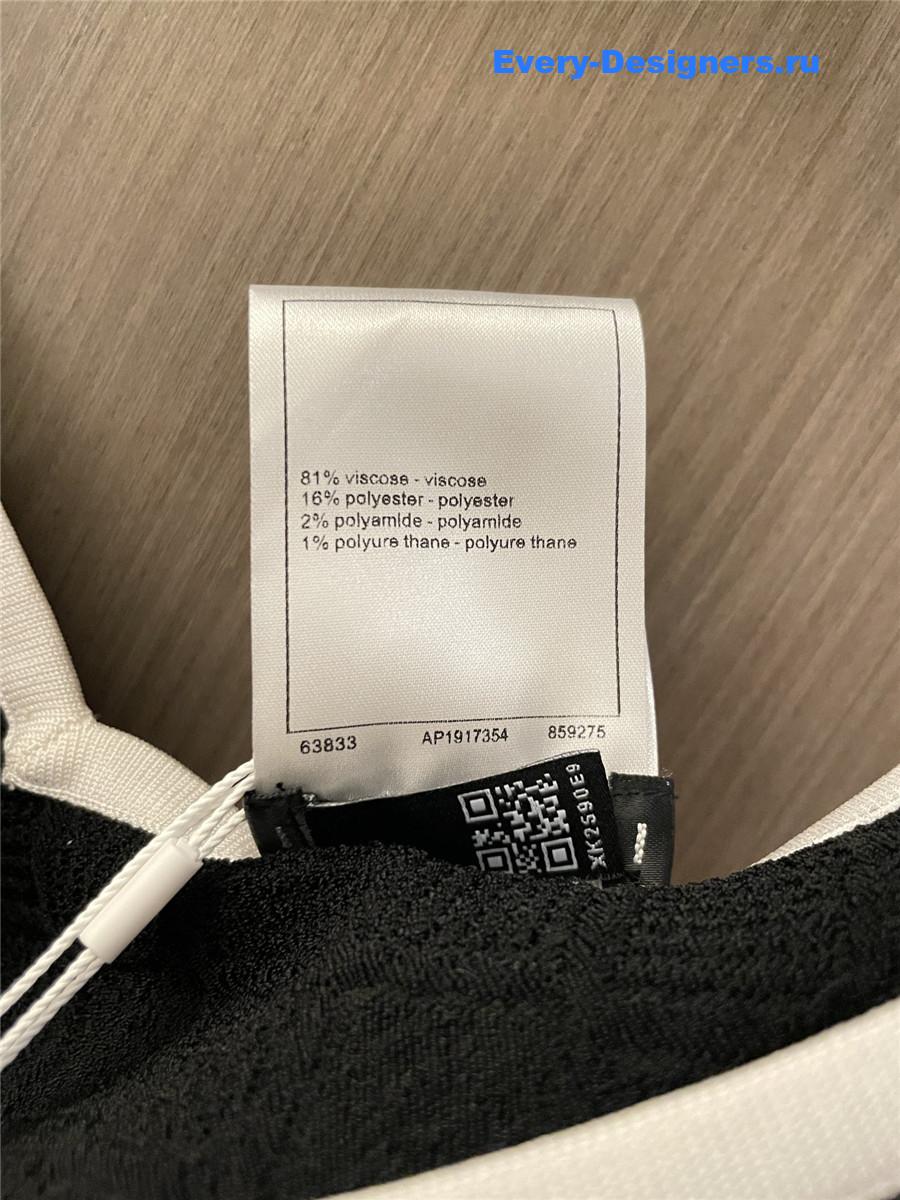 Every-Designers.ru
81% viscose - viscose
16% polyester - polyester
2% polyamide - polyamide
1% polyure thane - polyure thane
63833 AP1917354 859275
XK2590E9